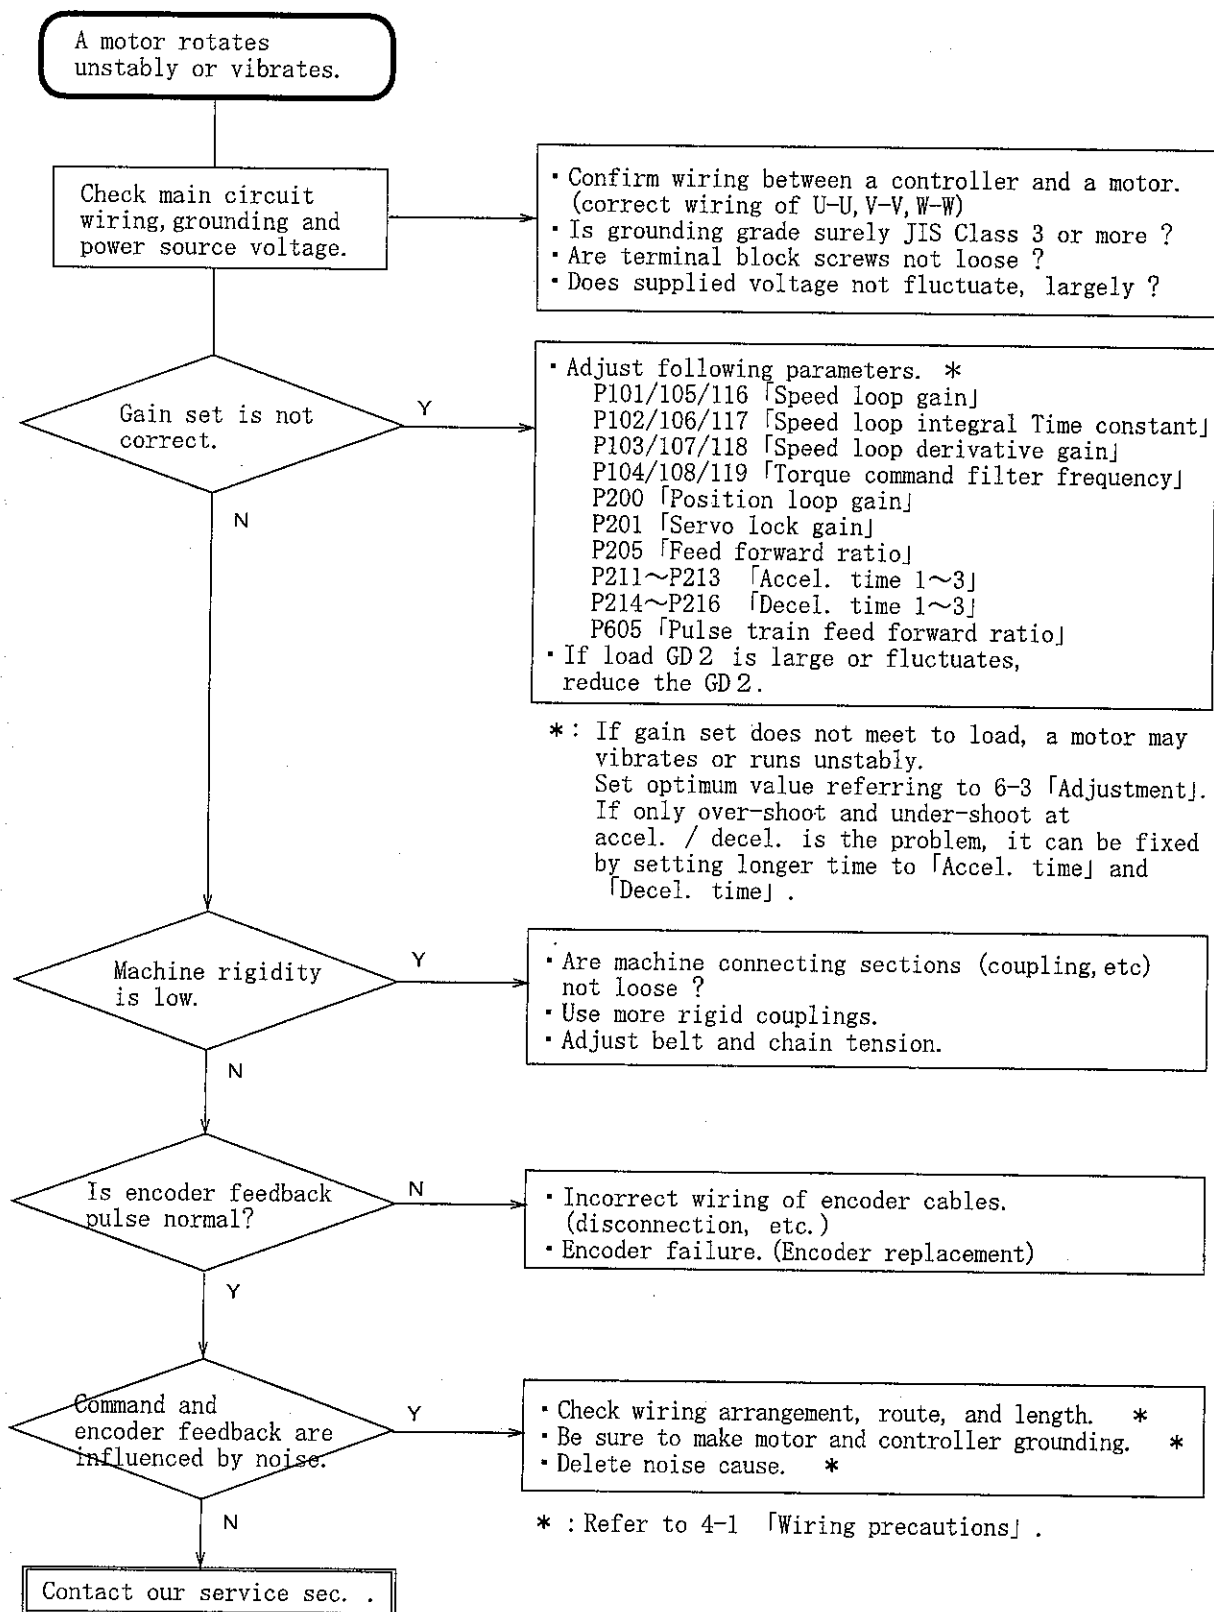 A motor rotates
unstably or vibrates.
Check main circuit
wiring, grounding and
power source voltage.
・Confirm wiring between a controller and a motor.
(correct wiring of U-U, V-V, W-W)
・Is grounding grade surely JIS Class 3 or more ?
・Are terminal block screws not loose ?
・Does supplied voltage not fluctuate, largely ?
Gain set is not
correct.
Y
N
・Adjust following parameters. *
P101/105/116 「Speed loop gain」
P102/106/117 「Speed loop integral Time constant」
P103/107/118 「Speed loop derivative gain」
P104/108/119 「Torque command filter frequency」
P200 「Position loop gain」
P201 「Servo lock gain」
P205 「Feed forward ratio」
P211～P213 「Accel. time 1～3」
P214～P216 「Decel. time 1～3」
P605 「Pulse train feed forward ratio」
・If load GD2 is large or fluctuates,
reduce the GD2.
* : If gain set does not meet to load, a motor may
vibrates or runs unstably.
Set optimum value referring to 6-3 「Adjustment」.
If only over-shoot and under-shoot at
accel. / decel. is the problem, it can be fixed
by setting longer time to 「Accel. time」 and
「Decel. time」 .
Machine rigidity
is low.
Y
N
・Are machine connecting sections (coupling, etc)
not loose ?
・Use more rigid couplings.
・Adjust belt and chain tension.
Is encoder feedback
pulse normal?
N
Y
・Incorrect wiring of encoder cables.
(disconnection, etc.)
・Encoder failure. (Encoder replacement)
Command and
encoder feedback are
influenced by noise.
Y
N
・Check wiring arrangement, route, and length. *
・Be sure to make motor and controller grounding. *
・Delete noise cause. *
* : Refer to 4-1 「Wiring precautions」 .
Contact our service sec. .